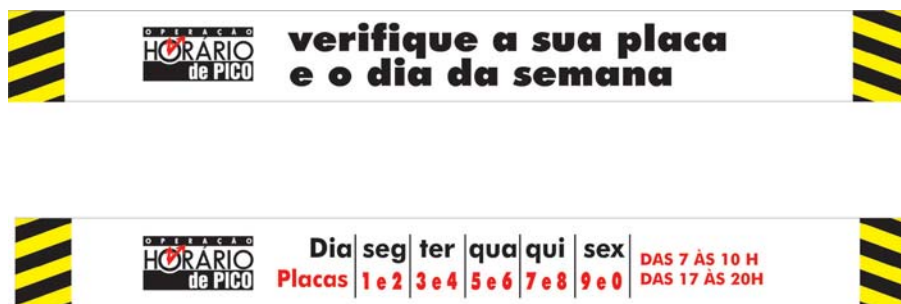 OPERAÇÃO
HORÁRIO
de PICO
verifique a sua placa
e o dia da semana
OPERAÇÃO
HORÁRIO
de PICO
Dia seg ter qua qui sex
Placas 1 e 2 3 e 4 5 e 6 7 e 8 9 e 0
DAS 7 ÀS 10 H
DAS 17 ÀS 20H